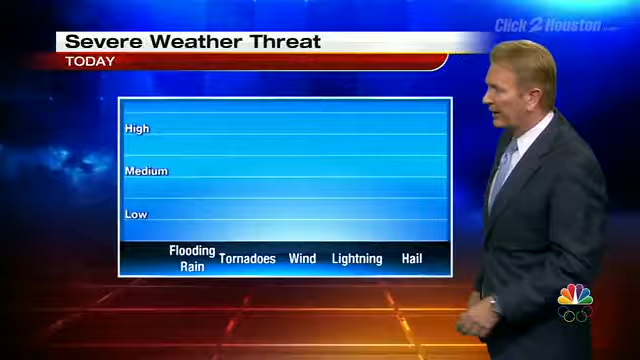 Click2Houston
Severe Weather Threat
TODAY
High
Medium
Low
Flooding
Rain
Tornadoes
Wind
Lightning
Hail